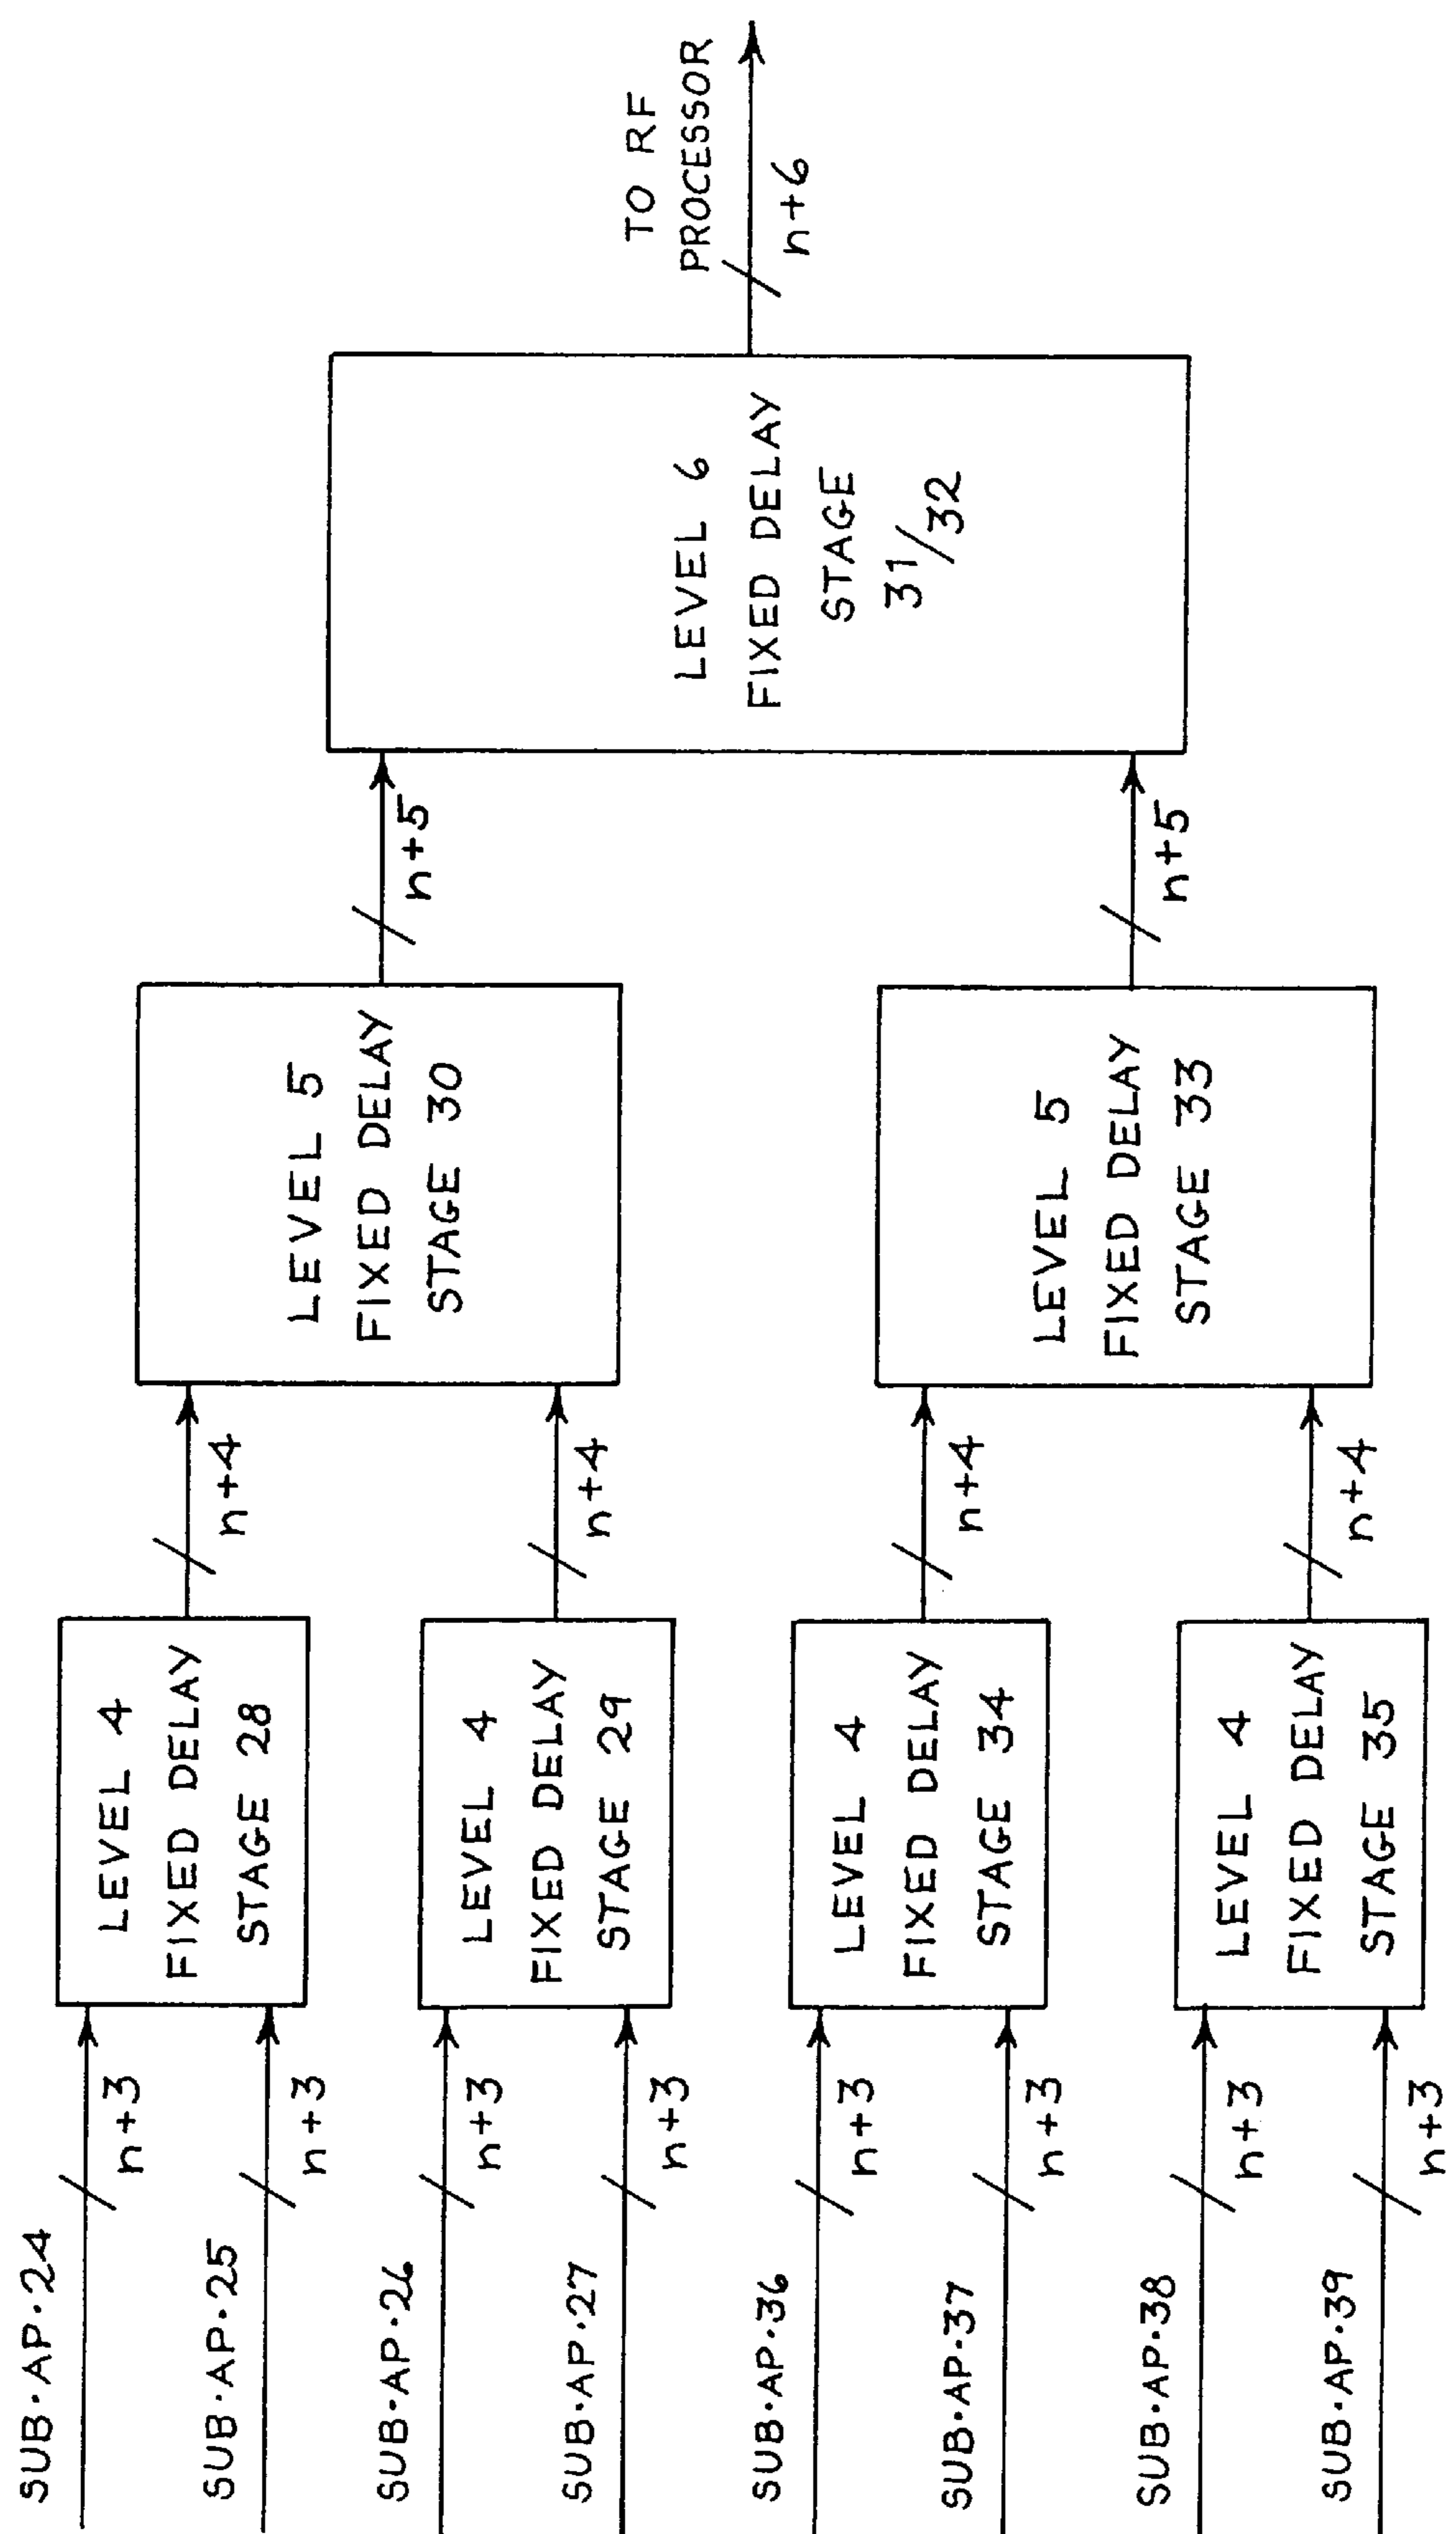 SUB·AP·24
n+3
SUB·AP·25
n+3
LEVEL 4
FIXED DELAY
STAGE 28
n+4
SUB·AP·26
n+3
SUB·AP·27
n+3
LEVEL 4
FIXED DELAY
STAGE 29
n+4
LEVEL 5
FIXED DELAY
STAGE 30
n+5
SUB·AP·36
n+3
SUB·AP·37
n+3
LEVEL 4
FIXED DELAY
STAGE 34
n+4
SUB·AP·38
n+3
SUB·AP·39
n+3
LEVEL 4
FIXED DELAY
STAGE 35
n+4
LEVEL 5
FIXED DELAY
STAGE 33
n+5
LEVEL 6
FIXED DELAY
STAGE
31/32
TO RF
PROCESSOR
n+6